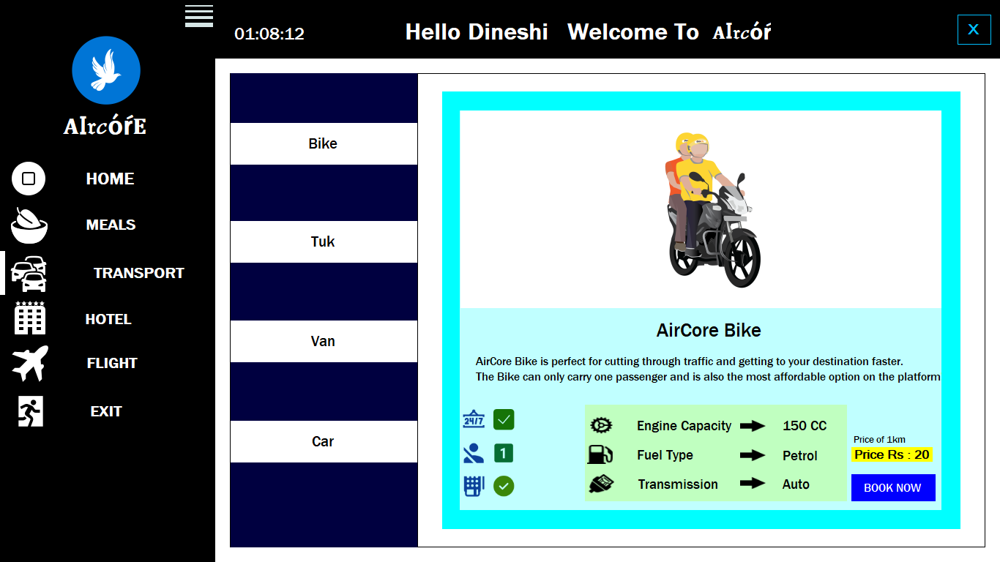 01:08:12
Hello Dineshi Welcome To AIrcóŕ
X
AIrcóŕE
HOME
MEALS
TRANSPORT
HOTEL
FLIGHT
EXIT
Bike
Tuk
Van
Car
AirCore Bike
AirCore Bike is perfect for cutting through traffic and getting to your destination faster.
The Bike can only carry one passenger and is also the most affordable option on the platform
24/7
1
Engine Capacity 150 CC
Fuel Type Petrol
Transmission Auto
Price of 1km
Price Rs : 20
BOOK NOW